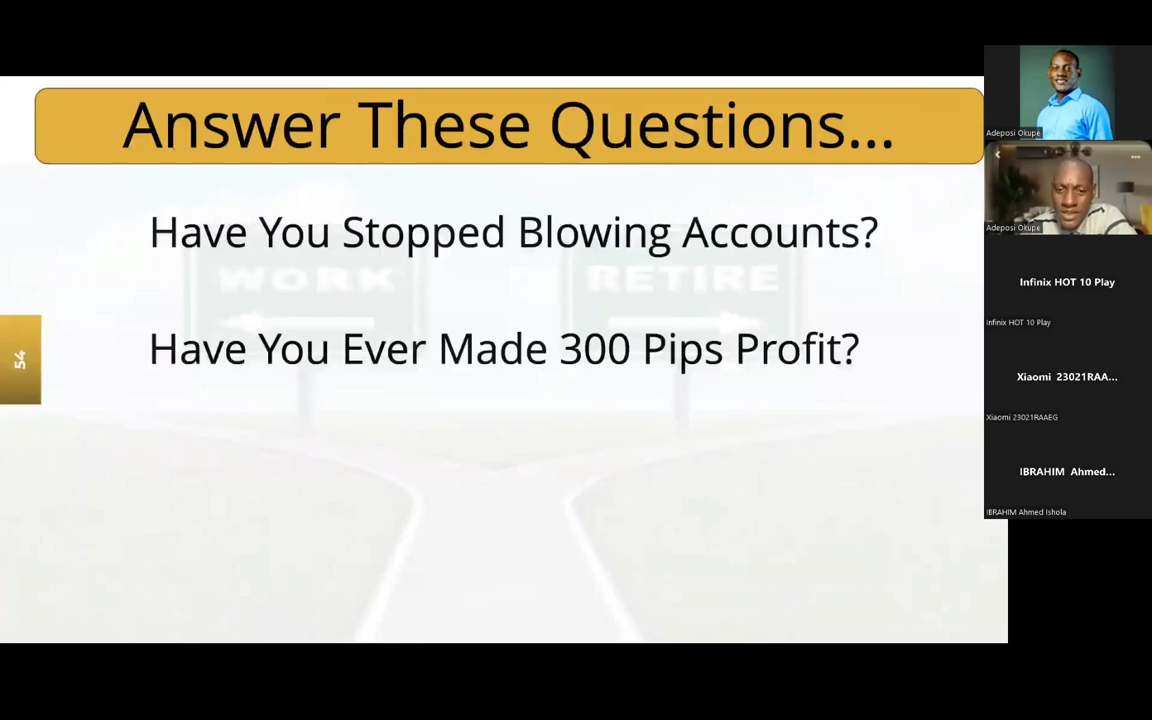 Answer These Questions...
Have You Stopped Blowing Accounts?
WORK
RETIRE
Have You Ever Made 300 Pips Profit?
54
Adeposi Okupe
Adeposi Okupe
Infinix HOT 10 Play
Infinix HOT 10 Play
Xiaomi 23021RAA...
Xiaomi 23021RAAEG
IBRAHIM Ahmed...
IBRAHIM Ahmed Ishola